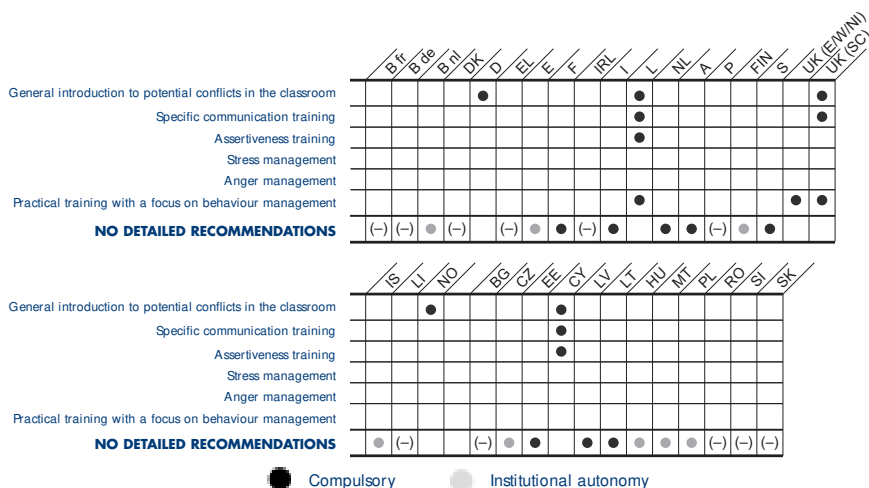 B fr B de B nl DK D EL E F IRL I L NL A P FIN S UK (E/W/NI) UK (SC)
General introduction to potential conflicts in the classroom
Specific communication training
Assertiveness training
Stress management
Anger management
Practical training with a focus on behaviour management
NO DETAILED RECOMMENDATIONS (–) (–) (–) (–) (–) (–)
IS LI NO BG CZ EE CY LV LT HU MT PL RO SI SK
General introduction to potential conflicts in the classroom
Specific communication training
Assertiveness training
Stress management
Anger management
Practical training with a focus on behaviour management
NO DETAILED RECOMMENDATIONS (–) (–) (–) (–) (–)
Compulsory Institutional autonomy